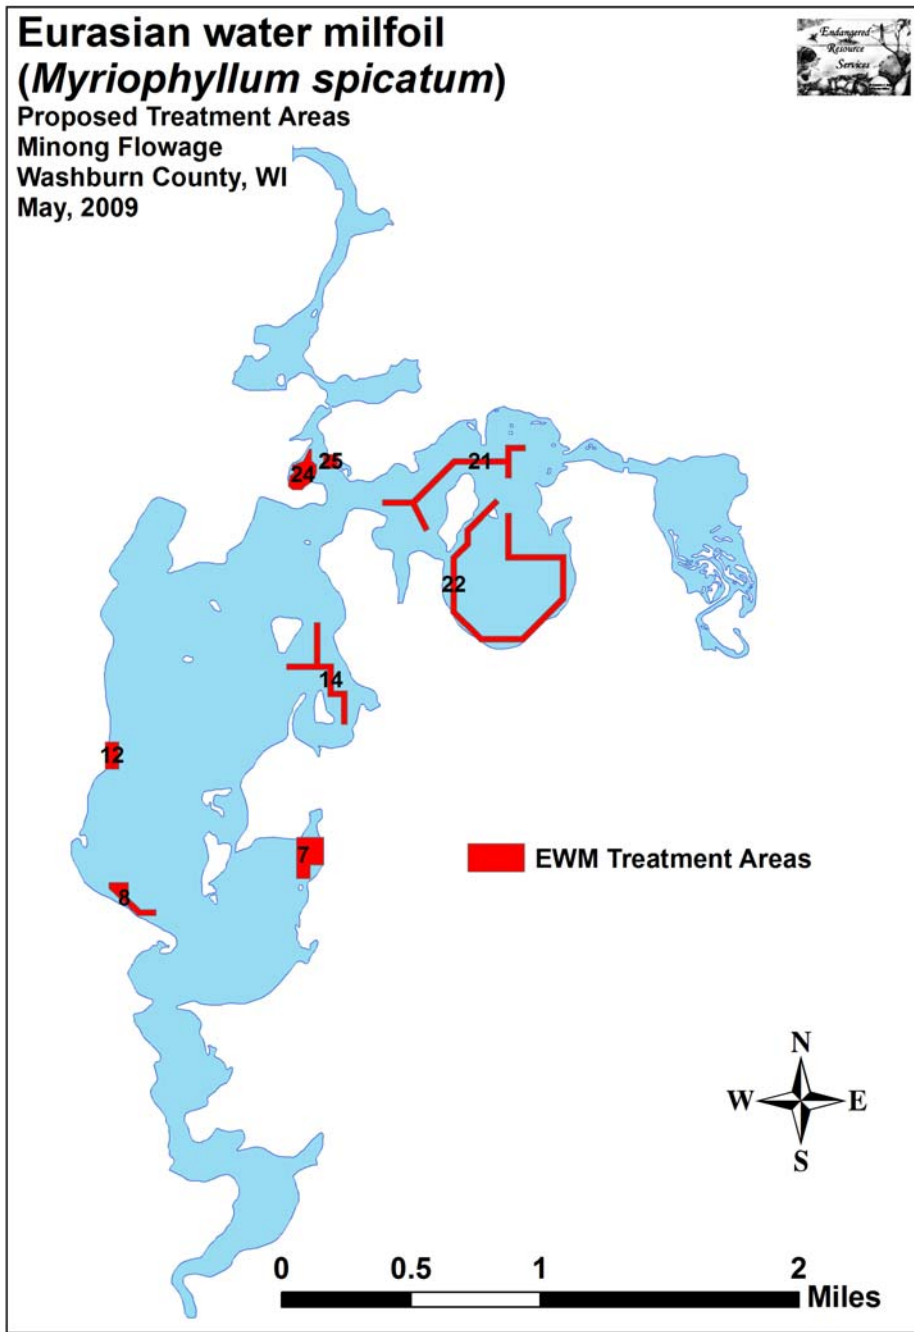 Eurasian water milfoil
(Myriophyllum spicatum)
Proposed Treatment Areas
Minong Flowage
Washburn County, WI
May, 2009
Endangered
Resource
Services
24
25
21
22
14
12
7
8
EWM Treatment Areas
N
W
E
S
0
0.5
1
2
Miles